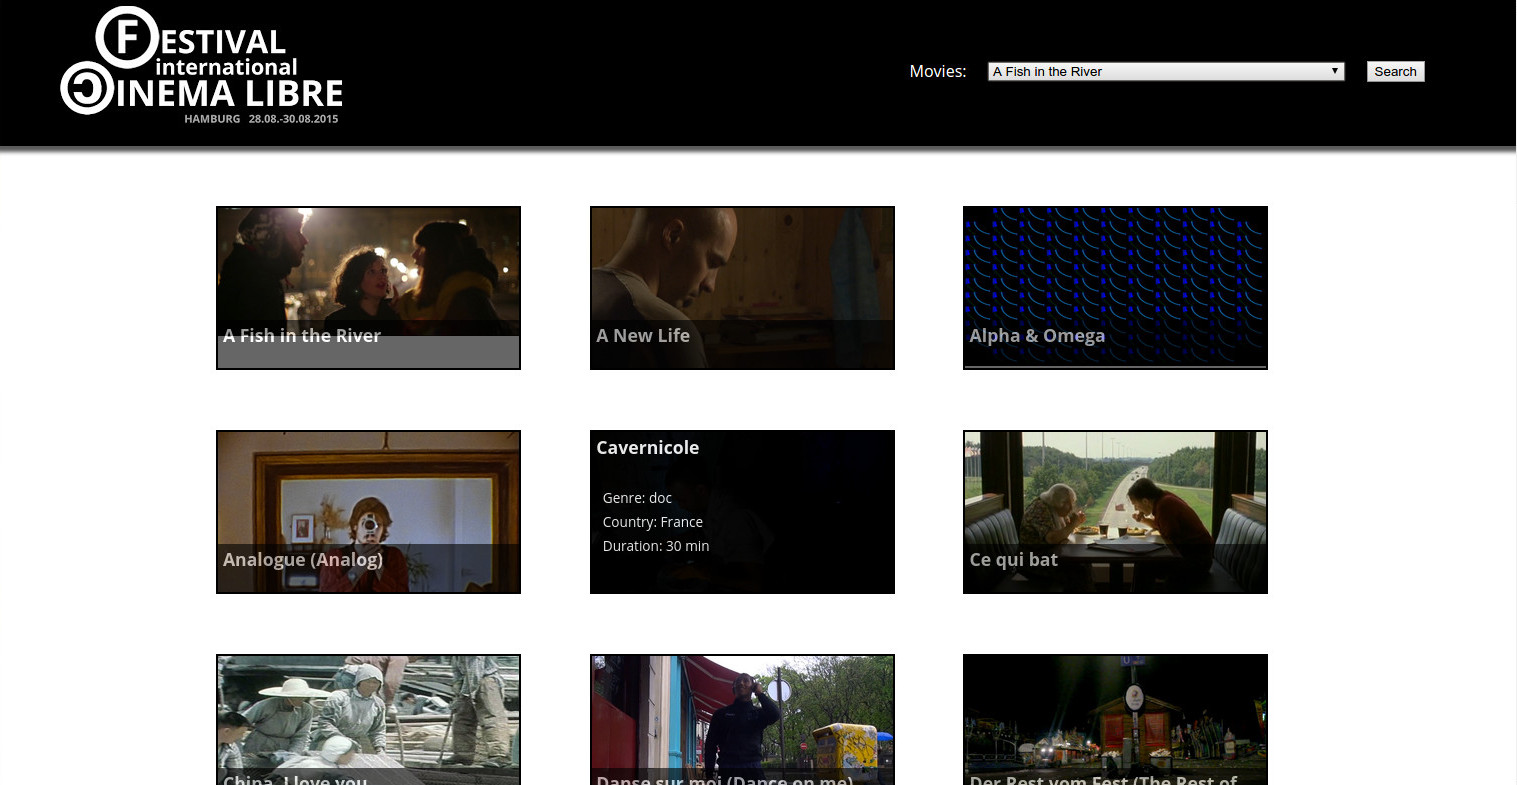 FESTIVAL
international
CINEMA LIBRE
HAMBURG 28.08.-30.08.2015
Movies:
A Fish in the River
Search
A Fish in the River
A New Life
Alpha & Omega
Analogue (Analog)
Cavernicole
Genre: doc
Country: France
Duration: 30 min
Ce qui bat
China, I love you
Danse sur moi (Dance on me)
Der Rest vom Fest (The Rest of